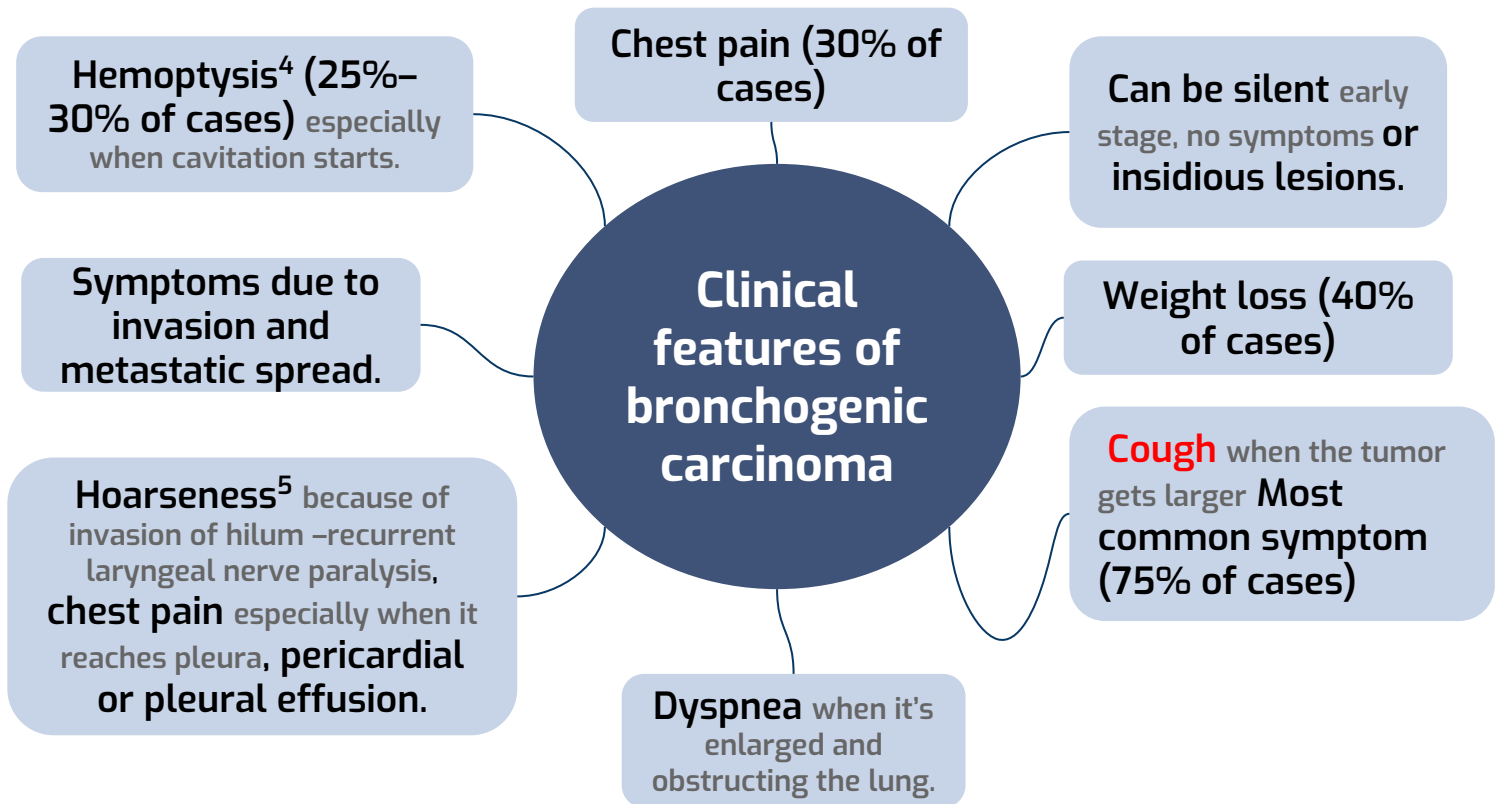 Hemoptysis⁴ (25%–
30% of cases) especially
when cavitation starts.
Chest pain (30% of
cases)
Can be silent early
stage, no symptoms or
insidious lesions.
Symptoms due to
invasion and
metastatic spread.
Clinical
features of
bronchogenic
carcinoma
Weight loss (40%
of cases)
Hoarseness⁵ because of
invasion of hilum –recurrent
laryngeal nerve paralysis,
chest pain especially when it
reaches pleura, pericardial
or pleural effusion.
Cough when the tumor
gets larger Most
common symptom
(75% of cases)
Dyspnea when it's
enlarged and
obstructing the lung.